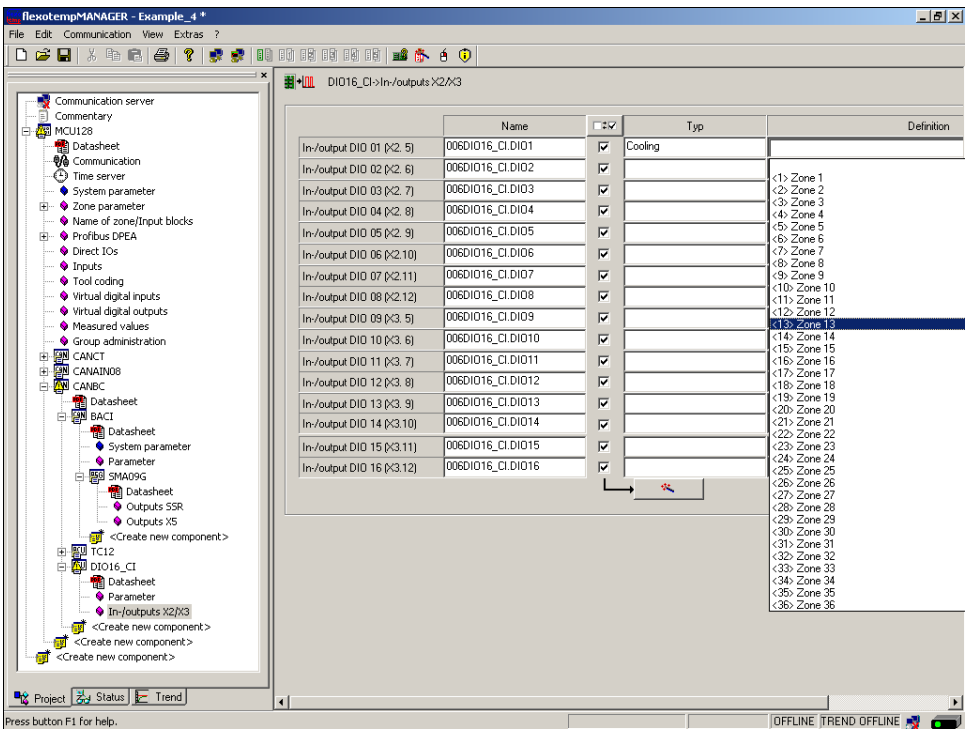 flexotempMANAGER - Example_4 *
File Edit Communication View Extras ?
DIO16_CI->In-/outputs X2/X3
Communication server
Commentary
MCU128
Datasheet
Communication
Time server
System parameter
Zone parameter
Name of zone/Input blocks
Profibus DPEA
Direct IOs
Inputs
Tool coding
Virtual digital inputs
Virtual digital outputs
Measured values
Group administration
CANCT
CANAIN08
CANBC
Datasheet
BACI
Datasheet
System parameter
Parameter
SMA09G
Datasheet
Outputs SSR
Outputs X5
<Create new component>
TC12
DIO16_CI
Datasheet
Parameter
In-/outputs X2/X3
<Create new component>
<Create new component>
<Create new component>
Project Status Trend
Name Typ Definition
In-/output DIO 01 (X2. 5) 006DIO16_CI.DIO1 Cooling
In-/output DIO 02 (X2. 6) 006DIO16_CI.DIO2
In-/output DIO 03 (X2. 7) 006DIO16_CI.DIO3
In-/output DIO 04 (X2. 8) 006DIO16_CI.DIO4
In-/output DIO 05 (X2. 9) 006DIO16_CI.DIO5
In-/output DIO 06 (X2.10) 006DIO16_CI.DIO6
In-/output DIO 07 (X2.11) 006DIO16_CI.DIO7
In-/output DIO 08 (X2.12) 006DIO16_CI.DIO8
In-/output DIO 09 (X3. 5) 006DIO16_CI.DIO9
In-/output DIO 10 (X3. 6) 006DIO16_CI.DIO10
In-/output DIO 11 (X3. 7) 006DIO16_CI.DIO11
In-/output DIO 12 (X3. 8) 006DIO16_CI.DIO12
In-/output DIO 13 (X3. 9) 006DIO16_CI.DIO13
In-/output DIO 14 (X3.10) 006DIO16_CI.DIO14
In-/output DIO 15 (X3.11) 006DIO16_CI.DIO15
In-/output DIO 16 (X3.12) 006DIO16_CI.DIO16
<1> Zone 1
<2> Zone 2
<3> Zone 3
<4> Zone 4
<5> Zone 5
<6> Zone 6
<7> Zone 7
<8> Zone 8
<9> Zone 9
<10> Zone 10
<11> Zone 11
<12> Zone 12
<13> Zone 13
<14> Zone 14
<15> Zone 15
<16> Zone 16
<17> Zone 17
<18> Zone 18
<19> Zone 19
<20> Zone 20
<21> Zone 21
<22> Zone 22
<23> Zone 23
<24> Zone 24
<25> Zone 25
<26> Zone 26
<27> Zone 27
<28> Zone 28
<29> Zone 29
<30> Zone 30
<31> Zone 31
<32> Zone 32
<33> Zone 33
<34> Zone 34
<35> Zone 35
<36> Zone 36
Press button F1 for help.
OFFLINE TREND OFFLINE